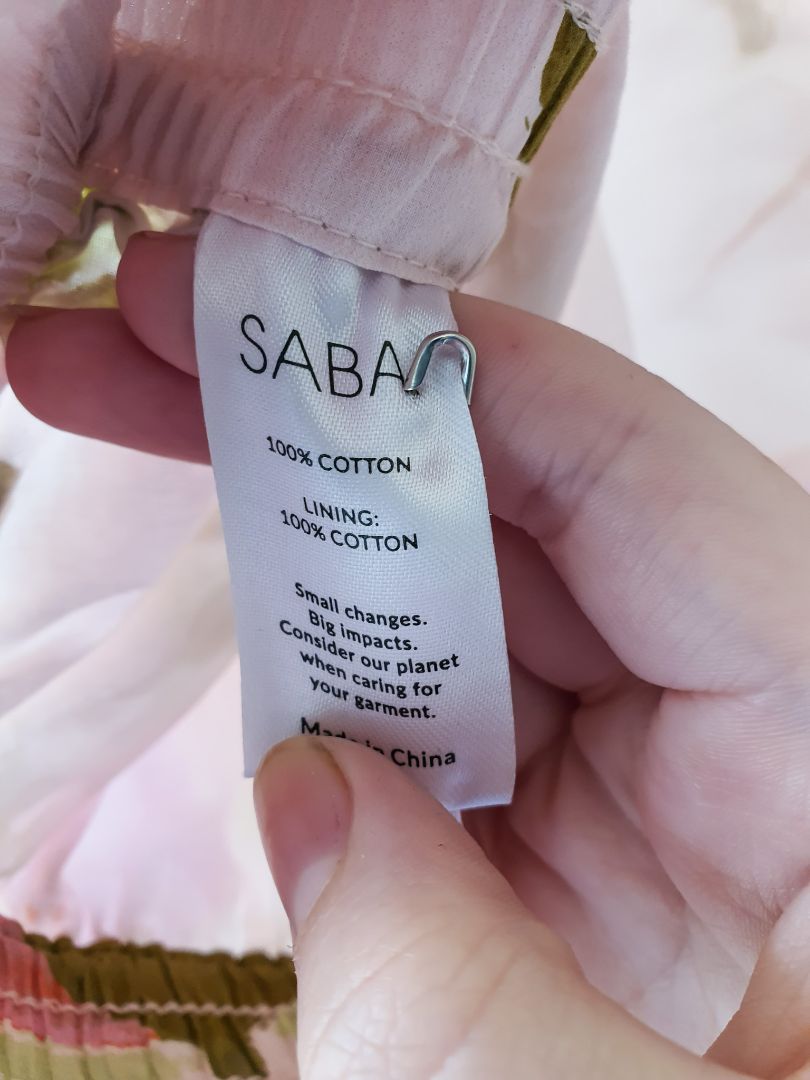 SABA
100% COTTON
LINING:
100% COTTON
Small changes.
Big impacts.
Consider our planet
when caring for
your garment.
Made in China